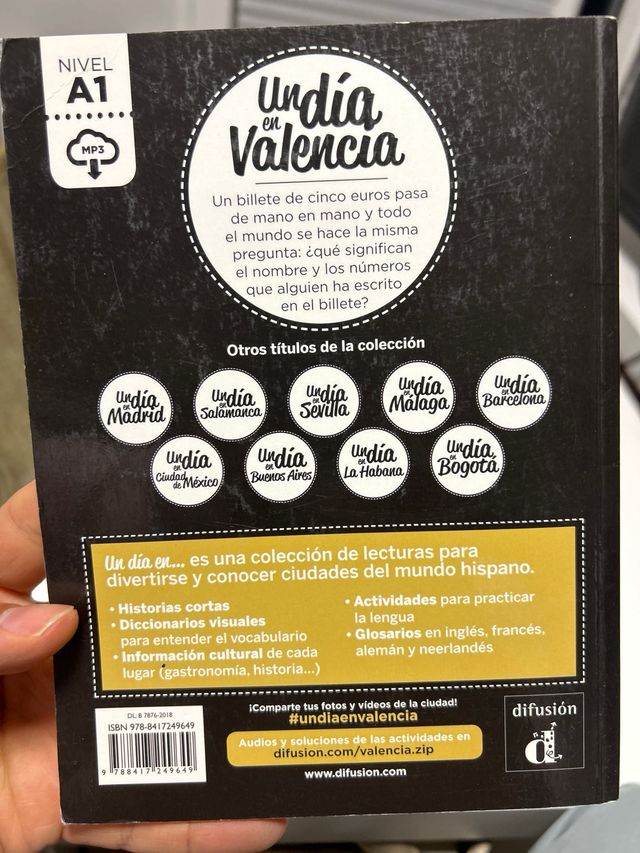 NIVEL
A1
MP3
Un día
en
Valencia
Un billete de cinco euros pasa
de mano en mano y todo
el mundo se hace la misma
pregunta: ¿qué significan
el nombre y los números
que alguien ha escrito
en el billete?
Otros títulos de la colección
Un día
en
Madrid
Un día
en
Salamanca
Un día
en
Sevilla
Un día
en
Málaga
Un día
en
Barcelona
Un día
en
Ciudad
de México
Un día
en
Buenos Aires
Un día
en
La Habana
Un día
en
Bogotá
Un día en... es una colección de lecturas para
divertirse y conocer ciudades del mundo hispano.
• Historias cortas
• Diccionarios visuales
para entender el vocabulario
• Información cultural de cada
lugar (gastronomía, historia...)
• Actividades para practicar
la lengua
• Glosarios en inglés, francés,
alemán y neerlandés
DL: B 7876-2018
ISBN 978-8417249649
9 788417 249649
¡Comparte tus fotos y vídeos de la ciudad!
#undiaenvalencia
Audios y soluciones de las actividades en
difusion.com/valencia.zip
www.difusion.com
difusión